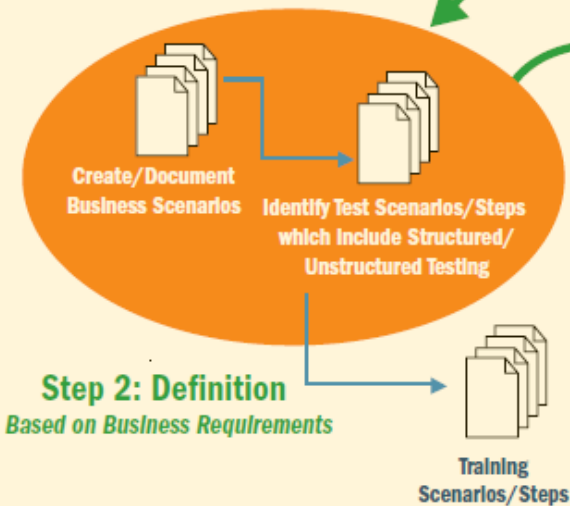 Create/Document
Business Scenarios
Identify Test Scenarios/Steps
which Include Structured/
Unstructured Testing
Step 2: Definition
Based on Business Requirements
Training
Scenarios/Steps